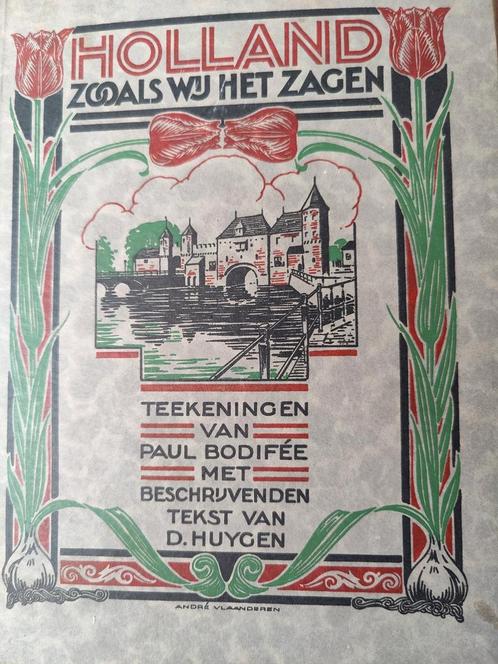 HOLLAND
ZOOALS WIJ HET ZAGEN
TEEKENINGEN
VAN
PAUL BODIFÉE
MET
BESCHRIJVENDEN
TEKST VAN
D. HUYGEN
ANDRÉ VLAANDEREN